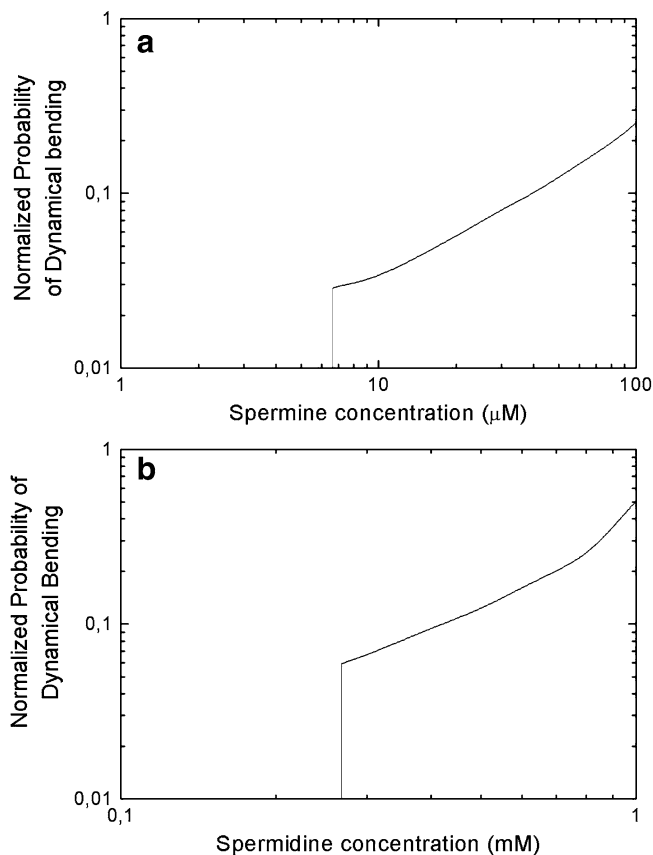 a
Normalized Probability
of Dynamical bending
1
0,1
0,01
1
10
100
Spermine concentration (μM)
b
Normalized Probability of
Dynamical Bending
1
0,1
0,01
0,1
1
Spermidine concentration (mM)